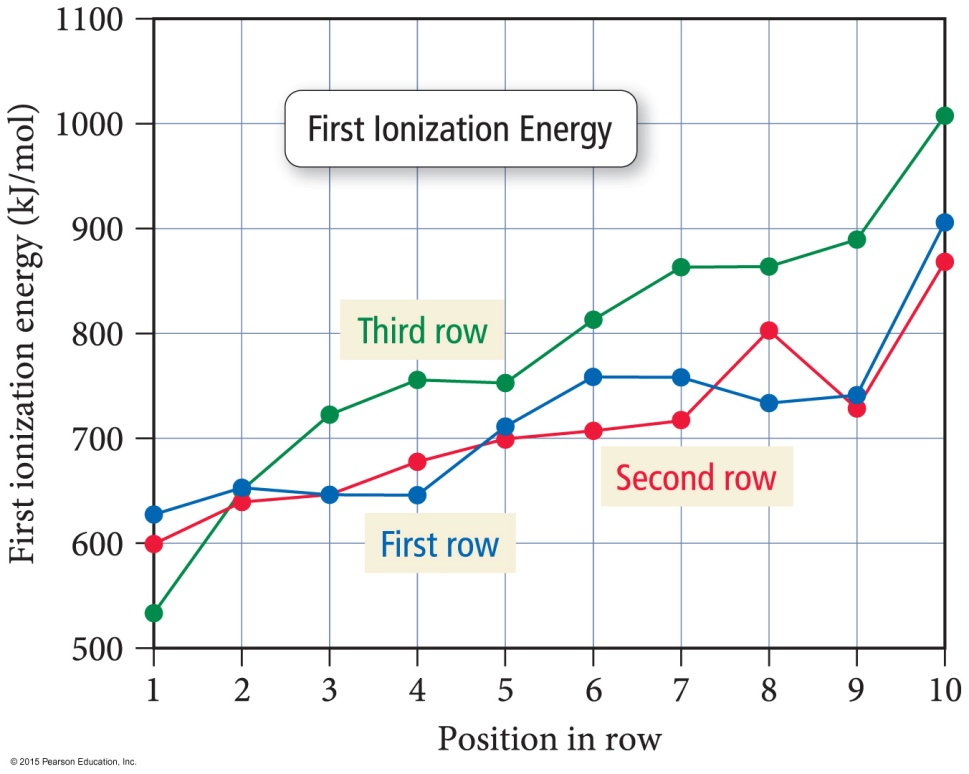 First Ionization Energy
First ionization energy (kJ/mol)
1100
1000
900
800
700
600
500
Third row
Second row
First row
1 2 3 4 5 6 7 8 9 10
Position in row
© 2015 Pearson Education, Inc.